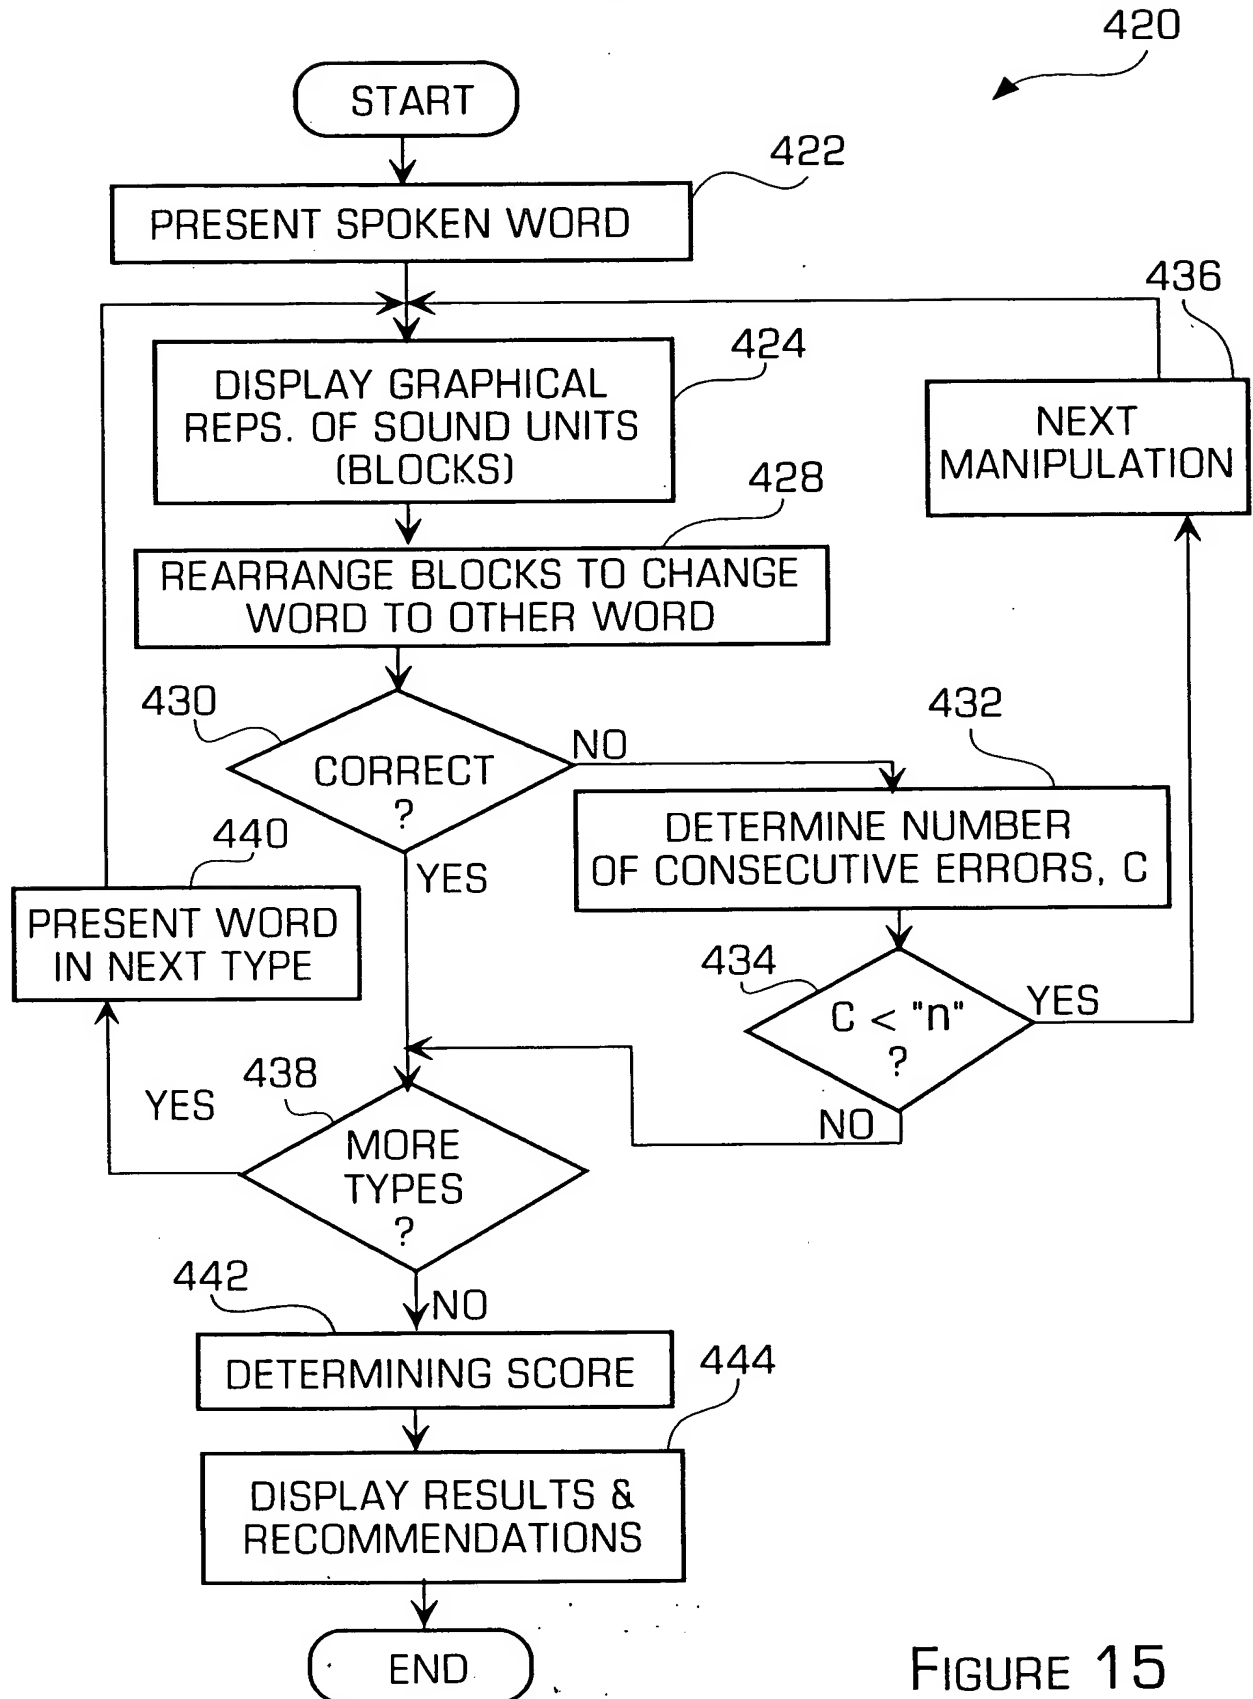 420
START
422
PRESENT SPOKEN WORD
436
424
DISPLAY GRAPHICAL
REPS. OF SOUND UNITS
(BLOCKS)
NEXT
MANIPULATION
428
REARRANGE BLOCKS TO CHANGE
WORD TO OTHER WORD
430
CORRECT
?
NO
432
DETERMINE NUMBER
OF CONSECUTIVE ERRORS, C
YES
440
PRESENT WORD
IN NEXT TYPE
434
C < "n"
?
YES
NO
438
YES
MORE
TYPES
?
442
NO
DETERMINING SCORE
444
DISPLAY RESULTS &
RECOMMENDATIONS
END
FIGURE 15